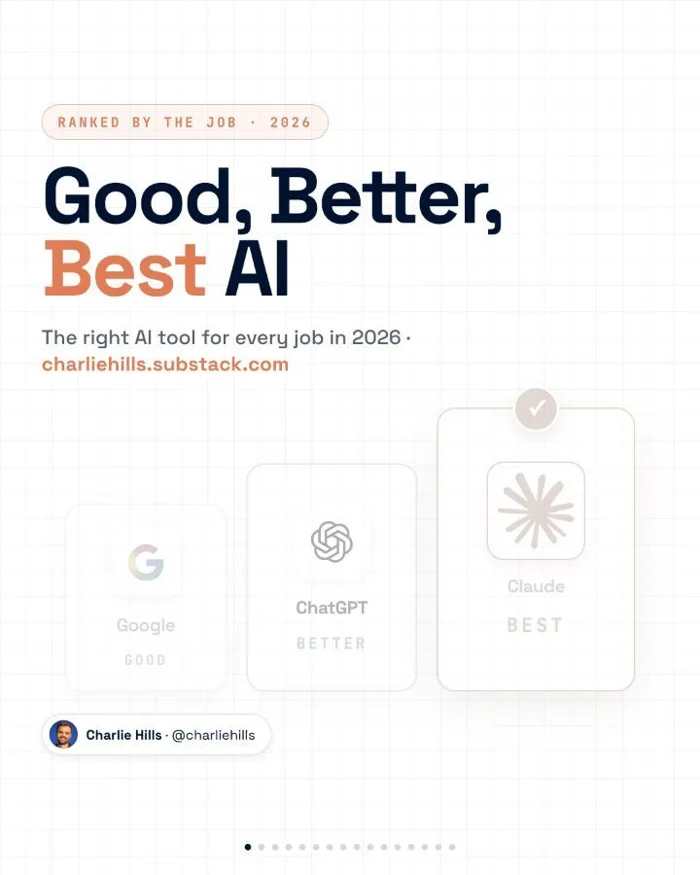 RANKED BY THE JOB · 2026
Good, Better,
Best AI
The right AI tool for every job in 2026 ·
charliehills.substack.com
Google
GOOD
ChatGPT
BETTER
Claude
BEST
Charlie Hills · @charliehills